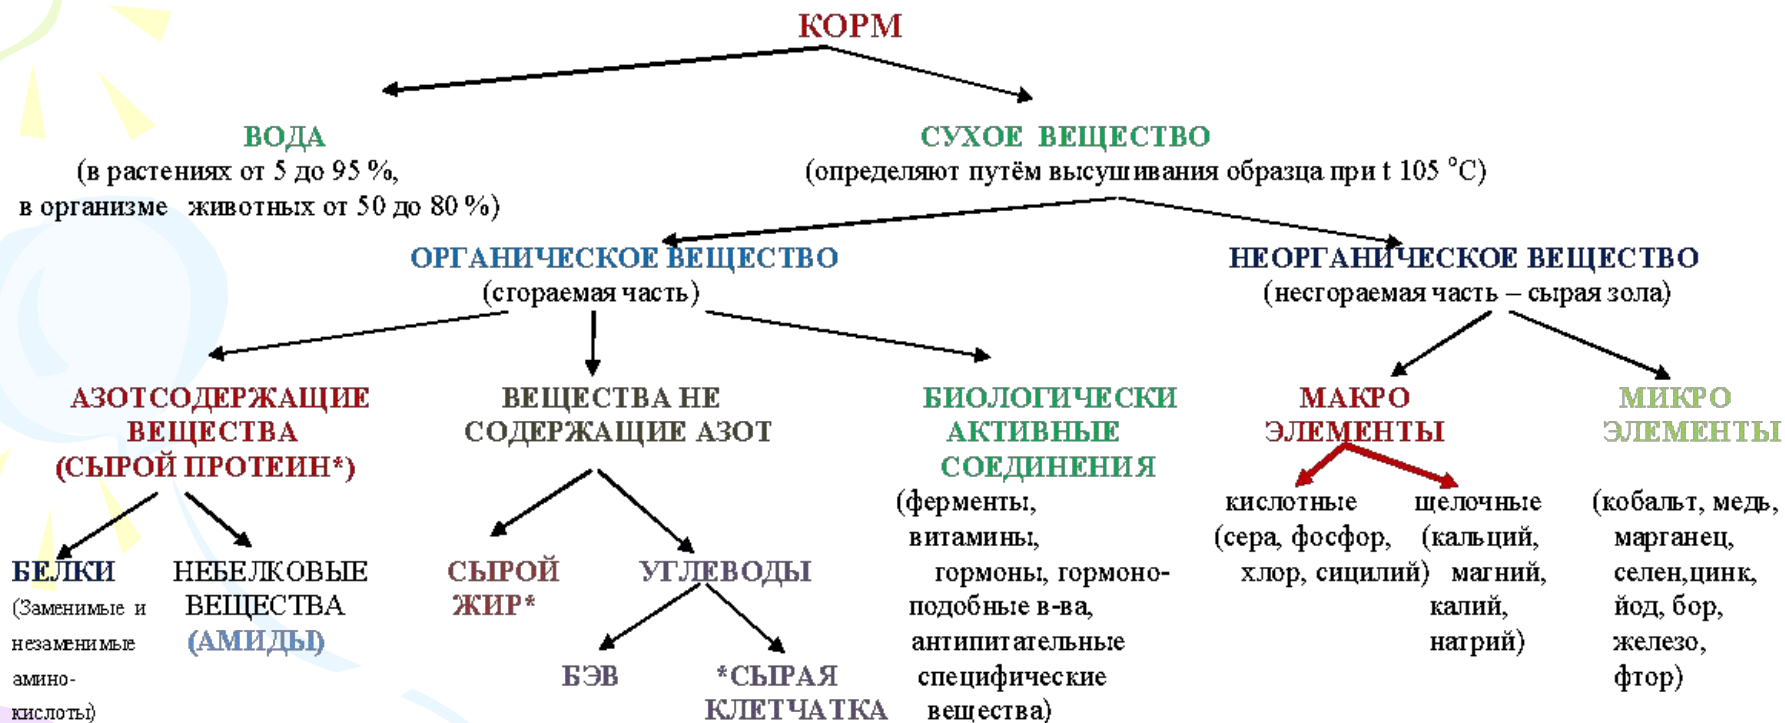 КОРМ
ВОДА
(в растениях от 5 до 95 %,
в организме животных от 50 до 80 %)
СУХОЕ ВЕЩЕСТВО
(определяют путём высушивания образца при t 105 °С)
ОРГАНИЧЕСКОЕ ВЕЩЕСТВО
(сгораемая часть)
НЕОРГАНИЧЕСКОЕ ВЕЩЕСТВО
(несгораемая часть – сырая зола)
АЗОТСОДЕРЖАЩИЕ
ВЕЩЕСТВА
(СЫРОЙ ПРОТЕИН*)
ВЕЩЕСТВА НЕ
СОДЕРЖАЩИЕ АЗОТ
БИОЛОГИЧЕСКИ
АКТИВНЫЕ
СОЕДИНЕНИЯ
(ферменты,
витамины,
гормоны, гормоно-
подобные в-ва,
антипитательные
специфические
вещества)
МАКРО
ЭЛЕМЕНТЫ
МИКРО
ЭЛЕМЕНТЫ
кислотные
(сера, фосфор,
хлор, сицилий)
щелочные
(кальций,
магний,
калий,
натрий)
(кобальт, медь,
марганец,
селен,цинк,
йод, бор,
железо,
фтор)
БЕЛКИ
(Заменимые и
незаменимые
амино-
кислоты)
НЕБЕЛКОВЫЕ
ВЕЩЕСТВА
(АМИДЫ)
СЫРОЙ
ЖИР*
УГЛЕВОДЫ
БЭВ
*СЫРАЯ
КЛЕТЧАТКА